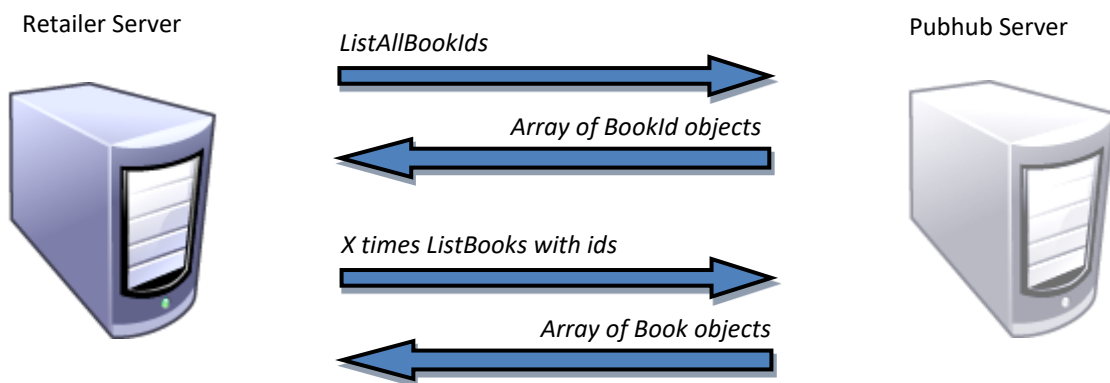 Retailer Server
Pubhub Server
ListAllBookIds
Array of BookId objects
X times ListBooks with ids
Array of Book objects